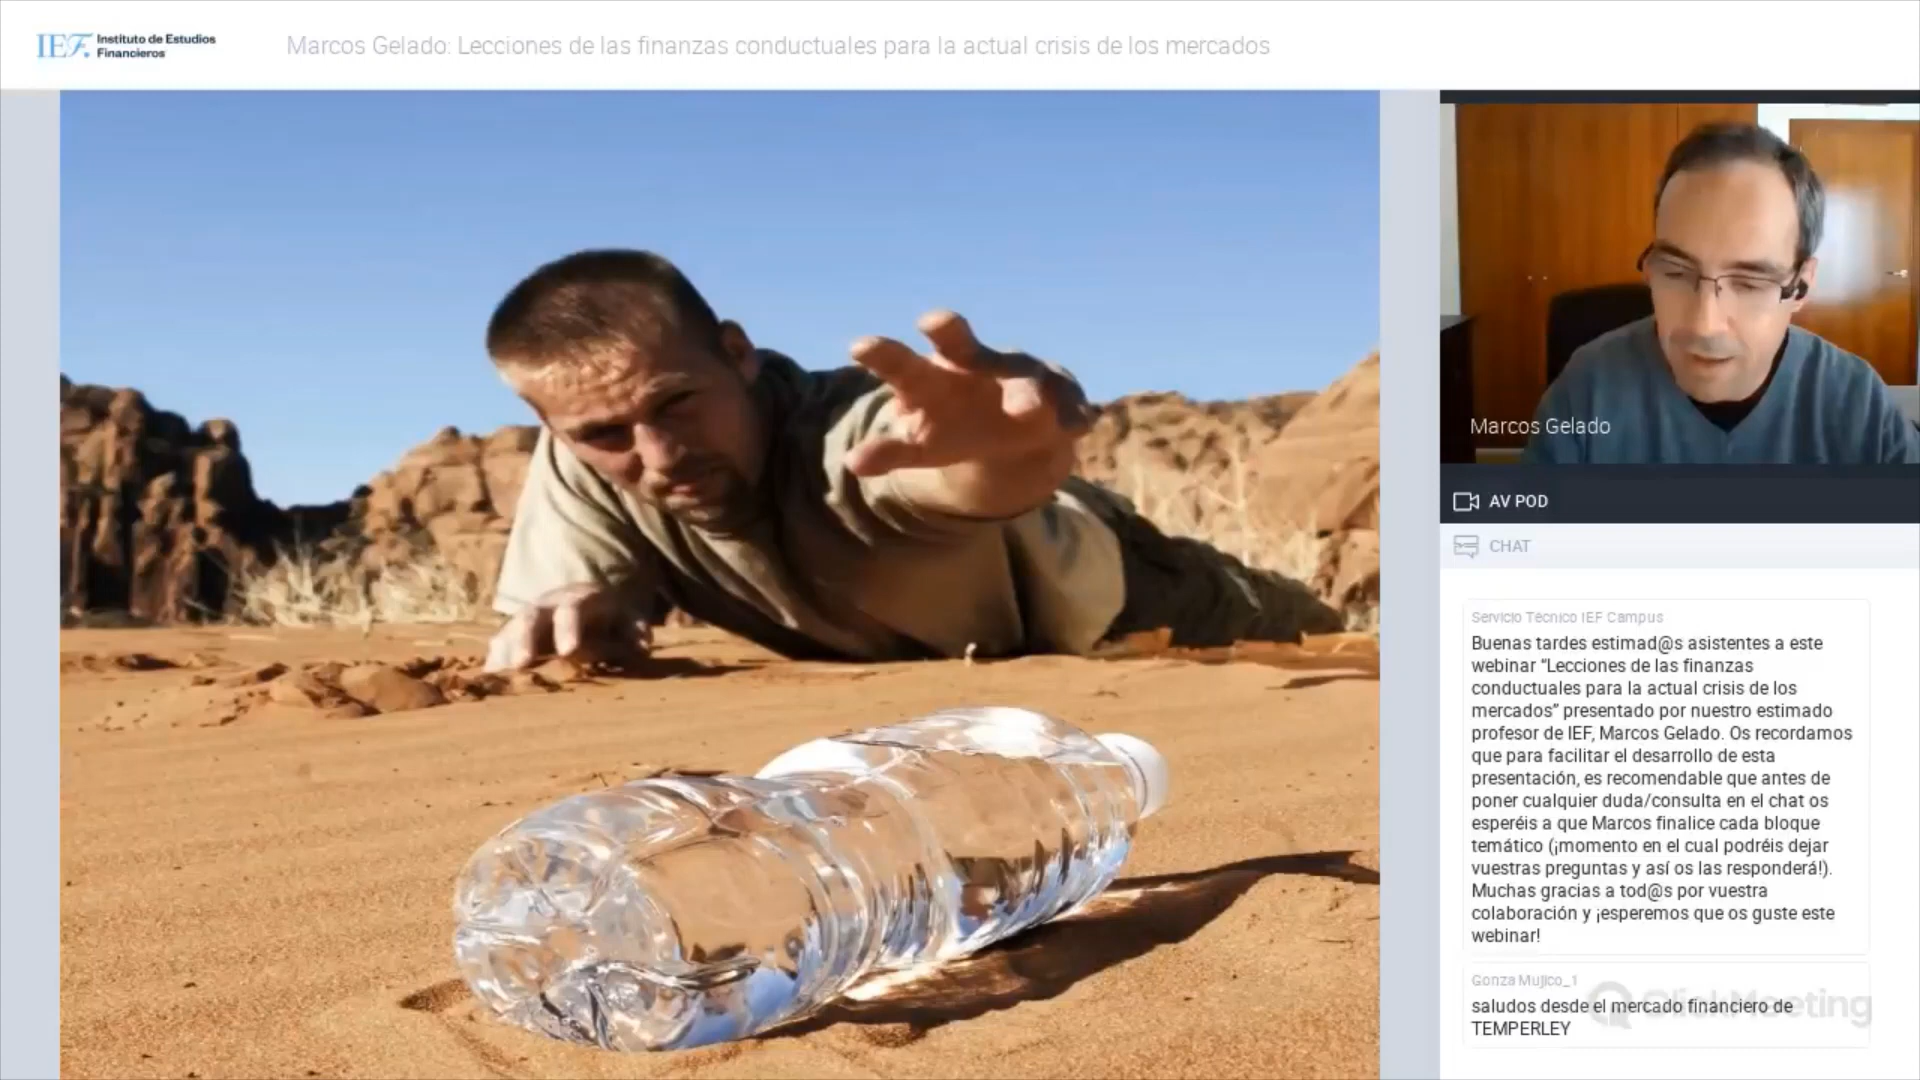 IEF. Instituto de Estudios
Financieros
Marcos Gelado: Lecciones de las finanzas conductuales para la actual crisis de los mercados
Marcos Gelado
AV POD
CHAT
Servicio Técnico IEF Campus
Buenas tardes estimad@s asistentes a este
webinar “Lecciones de las finanzas
conductuales para la actual crisis de los
mercados” presentado por nuestro estimado
profesor de IEF, Marcos Gelado. Os recordamos
que para facilitar el desarrollo de esta
presentación, es recomendable que antes de
poner cualquier duda/consulta en el chat os
esperéis a que Marcos finalice cada bloque
temático (¡momento en el cual podréis dejar
vuestras preguntas y así os las responderá!).
Muchas gracias a tod@s por vuestra
colaboración y ¡esperemos que os guste este
webinar!
Gonza Mujico_1
saludos desde el mercado financiero de
TEMPERLEY
ClickMeeting